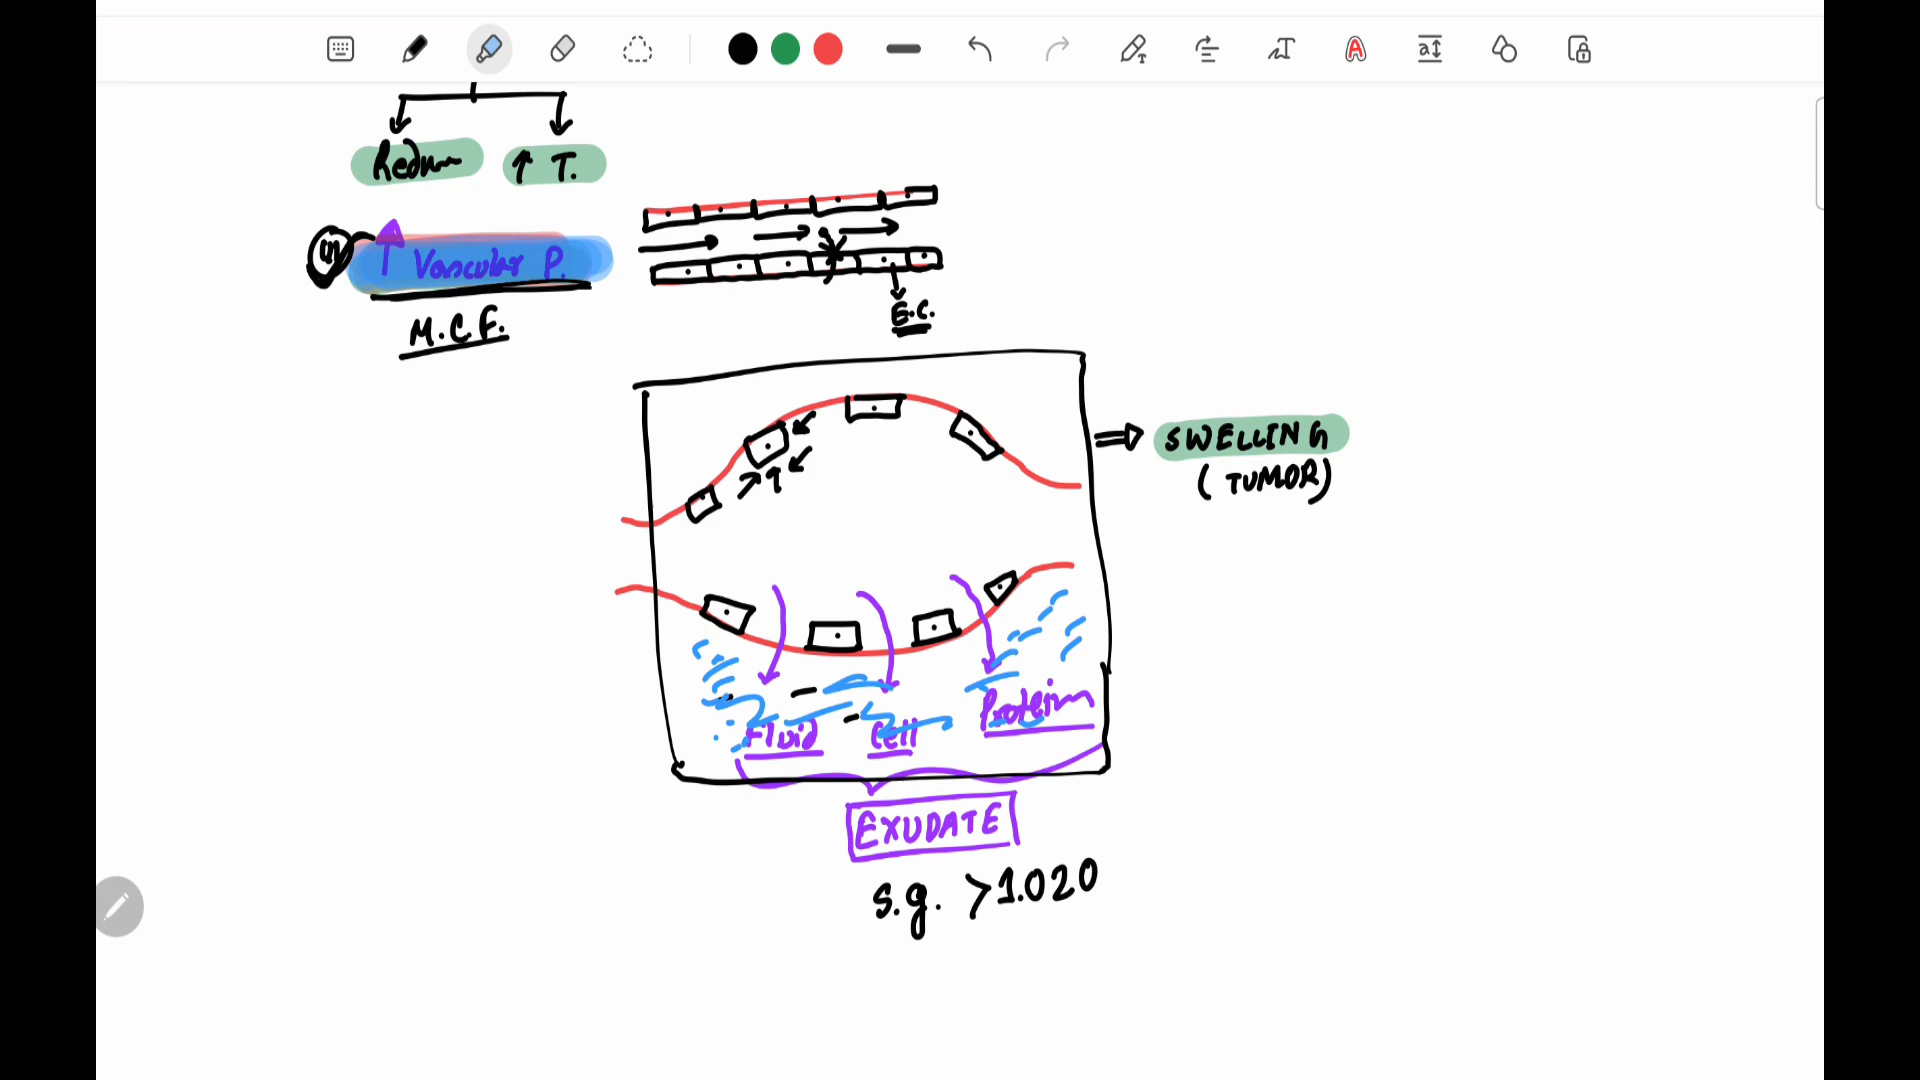 ↑ T.
↑ Vascular P.
M.C.F.
E.C.
SWELLING
(TUMOR)
Fluid Cell Protein
EXUDATE
s.g. >1.020